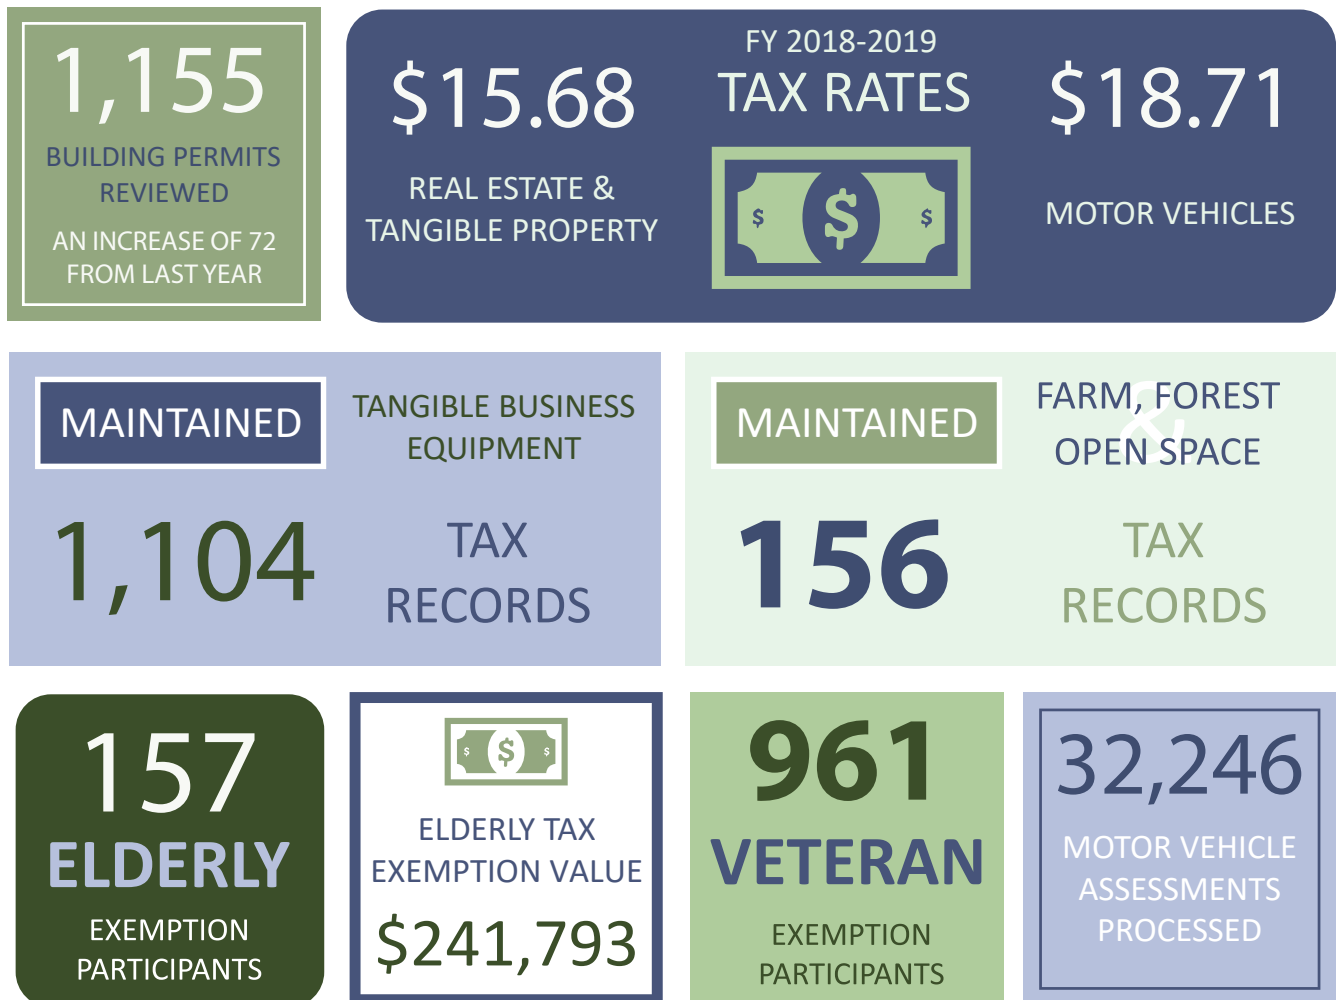 1,155
BUILDING PERMITS
REVIEWED
AN INCREASE OF 72
FROM LAST YEAR
FY 2018-2019
TAX RATES
$15.68
REAL ESTATE &
TANGIBLE PROPERTY
$ $ $
$18.71
MOTOR VEHICLES
MAINTAINED
TANGIBLE BUSINESS
EQUIPMENT
1,104
TAX
RECORDS
MAINTAINED
FARM, FOREST
&
OPEN SPACE
156
TAX
RECORDS
157
ELDERLY
EXEMPTION
PARTICIPANTS
$ $ $
ELDERLY TAX
EXEMPTION VALUE
$241,793
961
VETERAN
EXEMPTION
PARTICIPANTS
32,246
MOTOR VEHICLE
ASSESSMENTS
PROCESSED